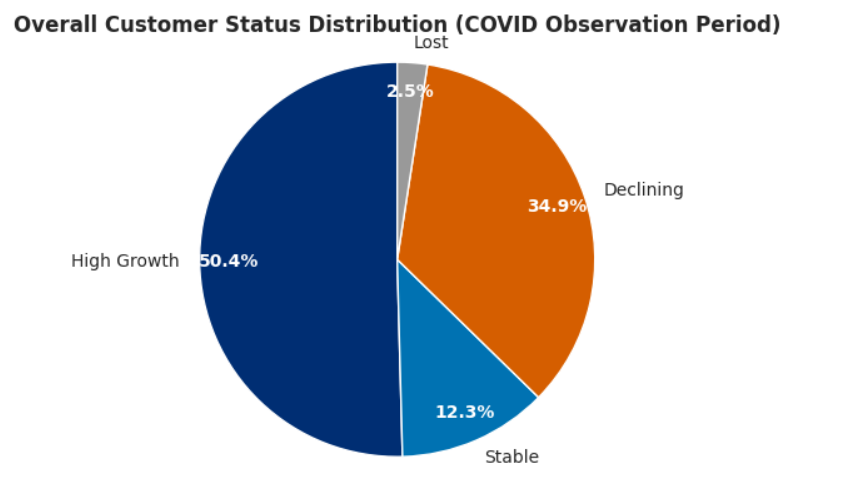 Overall Customer Status Distribution (COVID Observation Period)
Lost
2.5%
Declining
34.9%
High Growth
50.4%
12.3%
Stable